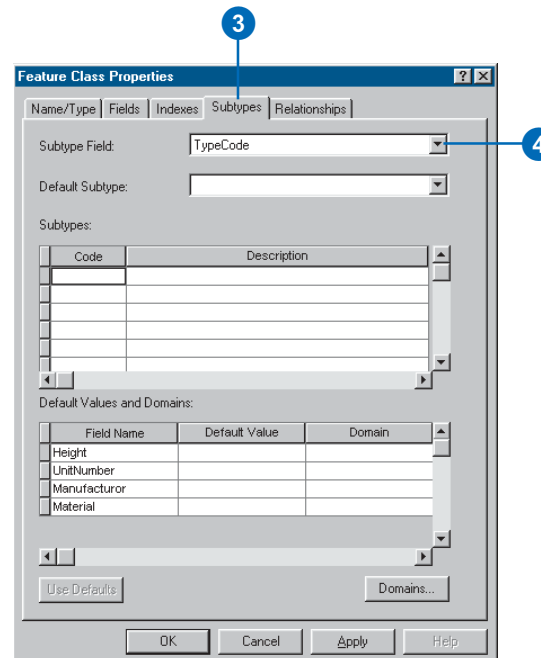 3
Feature Class Properties
? X
Name/Type Fields Indexes Subtypes Relationships
Subtype Field: TypeCode
4
Default Subtype:
Subtypes:
Code Description
Default Values and Domains:
Field Name Default Value Domain
Height
UnitNumber
Manufacturor
Material
Use Defaults Domains...
OK Cancel Apply Help